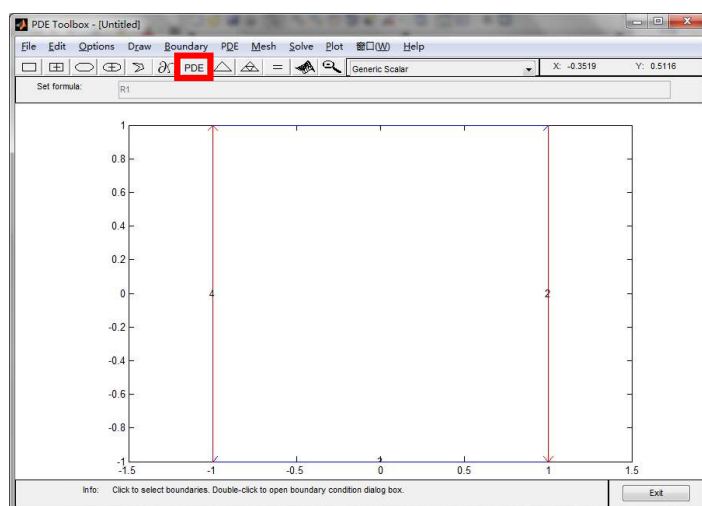 PDE Toolbox - [Untitled]
File Edit Options Draw Boundary PDE Mesh Solve Plot 窗口(W) Help
PDE = Generic Scalar X: -0.3519 Y: 0.5116
Set formula: R1
1
0.8
0.6
0.4
0.2
0
-0.2
-0.4
-0.6
-0.8
-1
4
2
-1.5 -1 -0.5 0 0.5 1 1.5
Info: Click to select boundaries. Double-click to open boundary condition dialog box.
Exit